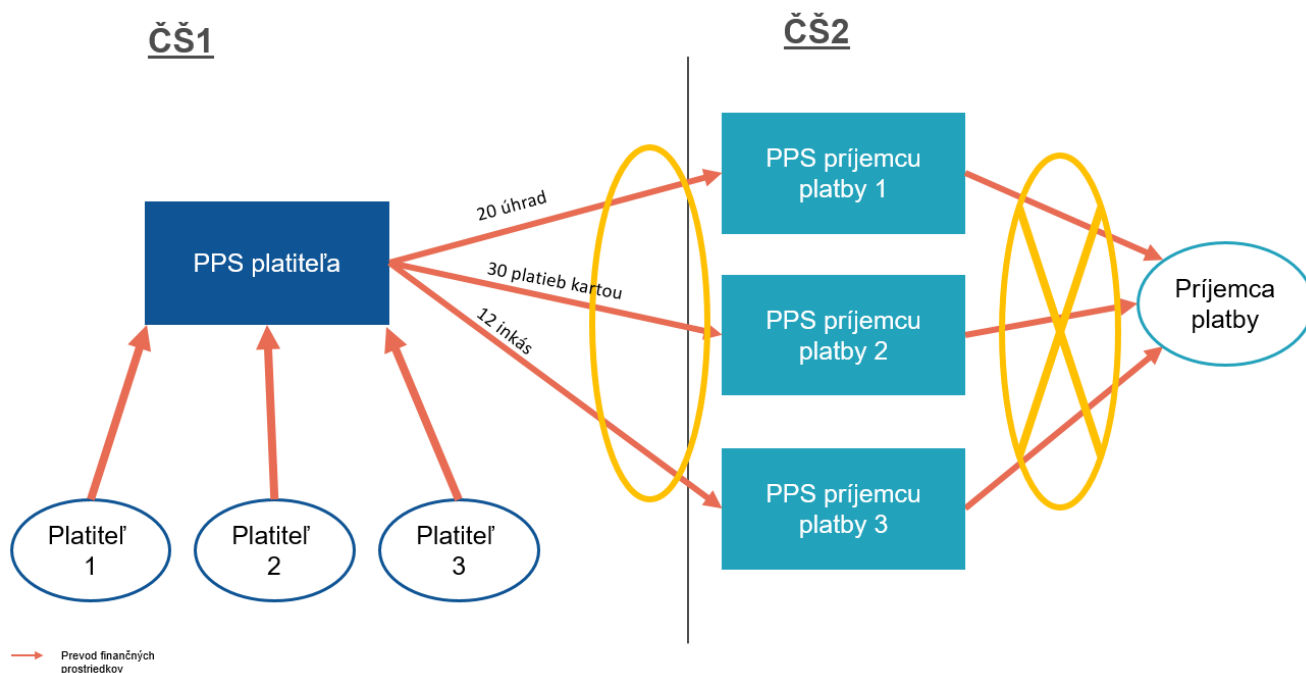 ČŠ1
ČŠ2
PPS platiteľa
20 úhrad
30 platieb kartou
12 inkás
PPS príjemcu
platby 1
PPS príjemcu
platby 2
PPS príjemcu
platby 3
Príjemca
platby
Platiteľ
1
Platiteľ
2
Platiteľ
3
Prevod finančných
prostriedkov